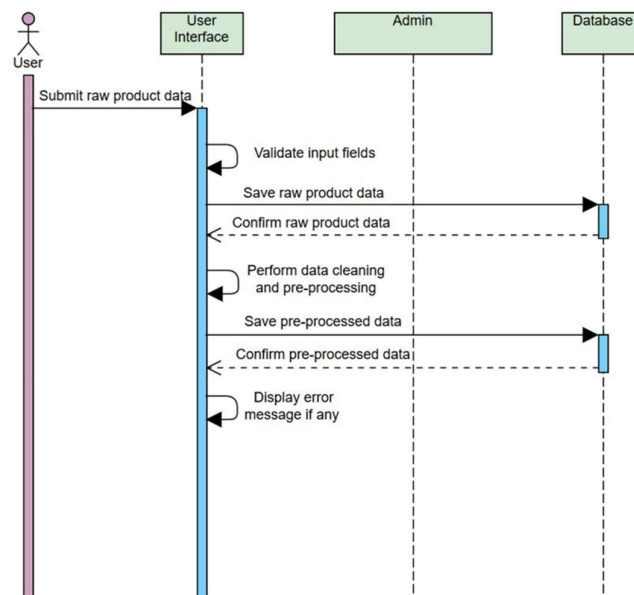 User
Interface
Admin
Database
User
Submit raw product data
Validate input fields
Save raw product data
Confirm raw product data
Perform data cleaning
and pre-processing
Save pre-processed data
Confirm pre-processed data
Display error
message if any